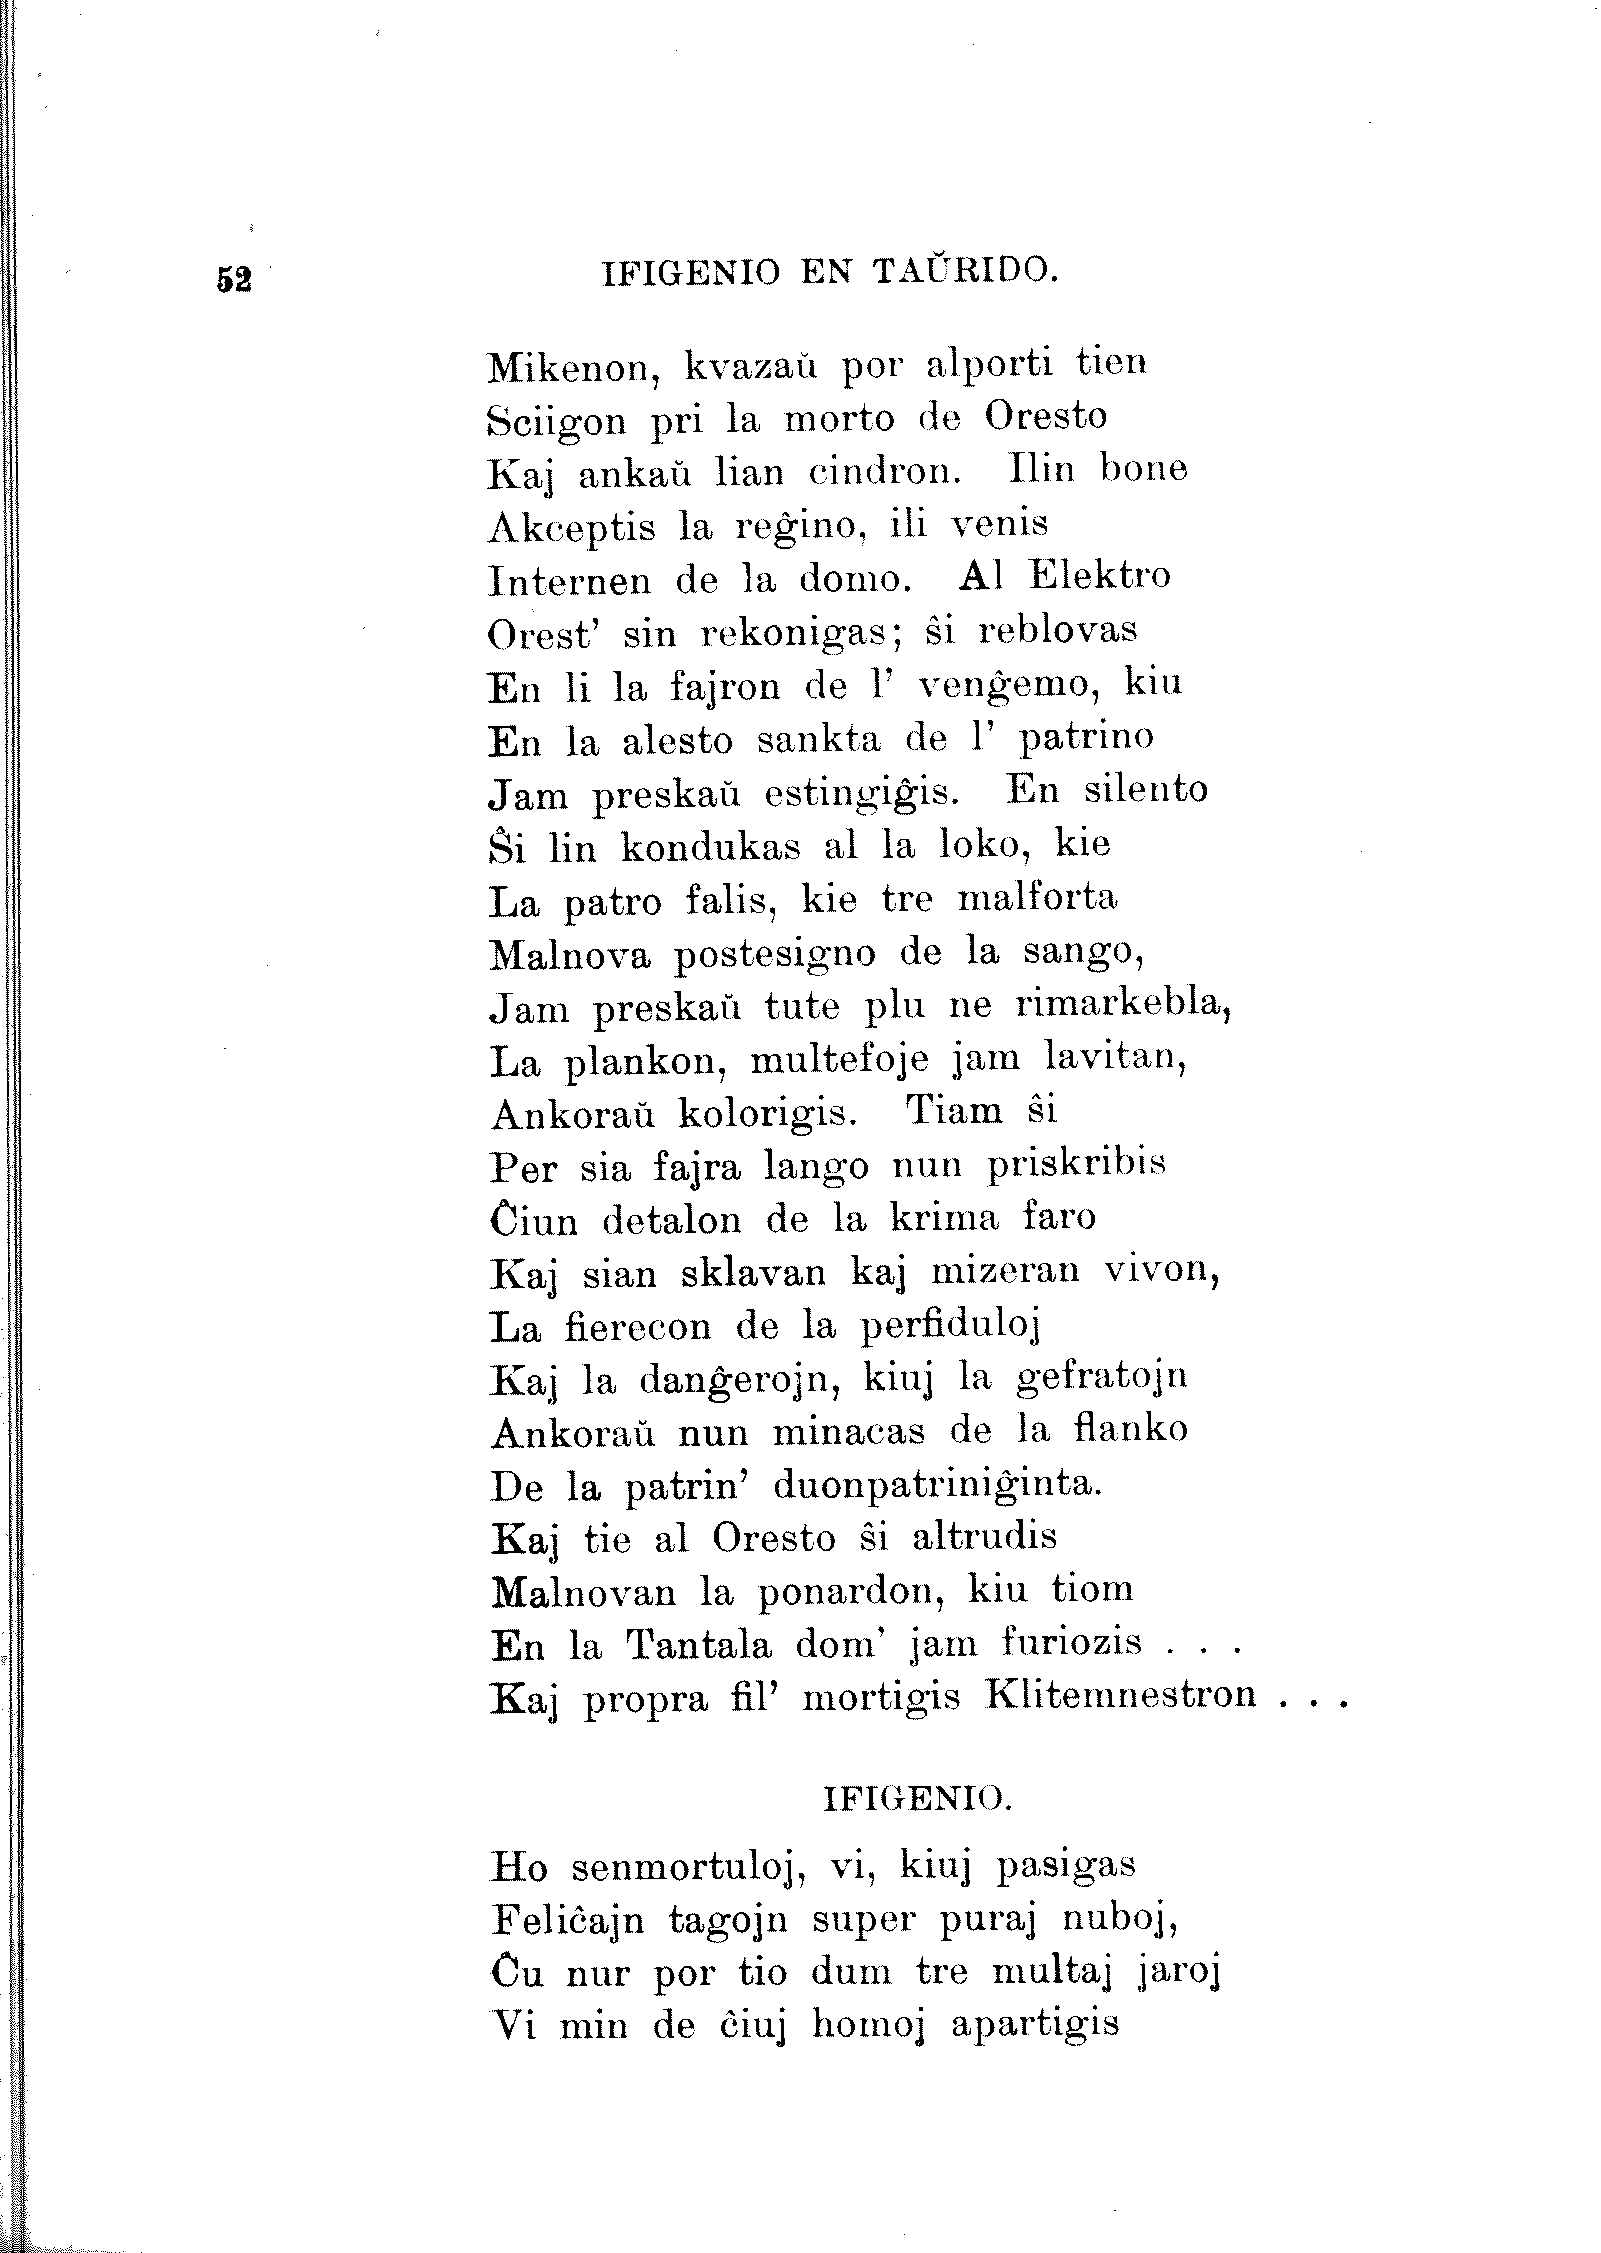 52
IFIGENIO EN TAŬRIDO.
Mikenon, kvazaŭ por alporti tien
Sciigon pri la morto de Oresto
Kaj ankaŭ lian cindron. Ilin bone
Akceptis la reĝino, ili venis
Internen de la domo. Al Elektro
Orest' sin rekonigas; ŝi reblovas
En li la fajron de l' venĝemo, kiu
En la alesto sankta de l' patrino
Jam preskaŭ estingiĝis. En silento
Ŝi lin kondukas al la loko, kie
La patro falis, kie tre malforta
Malnova postesigno de la sango,
Jam preskaŭ tute plu ne rimarkebla,
La plankon, multefoje jam lavitan,
Ankoraŭ kolorigis. Tiam ŝi
Per sia fajra lango nun priskribis
Ĉiun detalon de la krima faro
Kaj sian sklavan kaj mizeran vivon,
La fierecon de la perfiduloj
Kaj la danĝerojn, kiuj la gefratojn
Ankoraŭ nun minacas de la flanko
De la patrin' duonpatriniĝinta.
Kaj tie al Oresto ŝi altrudis
Malnovan la ponardon, kiu tiom
En la Tantala dom' jam furiozis . . .
Kaj propra fil' mortigis Klitemnestron . . .
IFIGENIO.
Ho senmortuloj, vi, kiuj pasigas
Feliĉajn tagojn super puraj nuboj,
Ĉu nur por tio dum tre multaj jaroj
Vi min de ĉiuj homoj apartigis